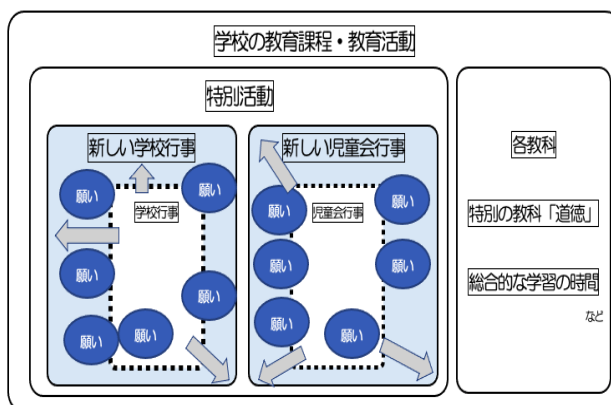 学校の教育課程・教育活動
特別活動
新しい学校行事
願い
願い
学校行事
願い
願い
願い
願い
新しい児童会行事
願い
願い
児童会行事
願い
願い
願い
願い
各教科
特別の教科「道徳」
総合的な学習の時間
など